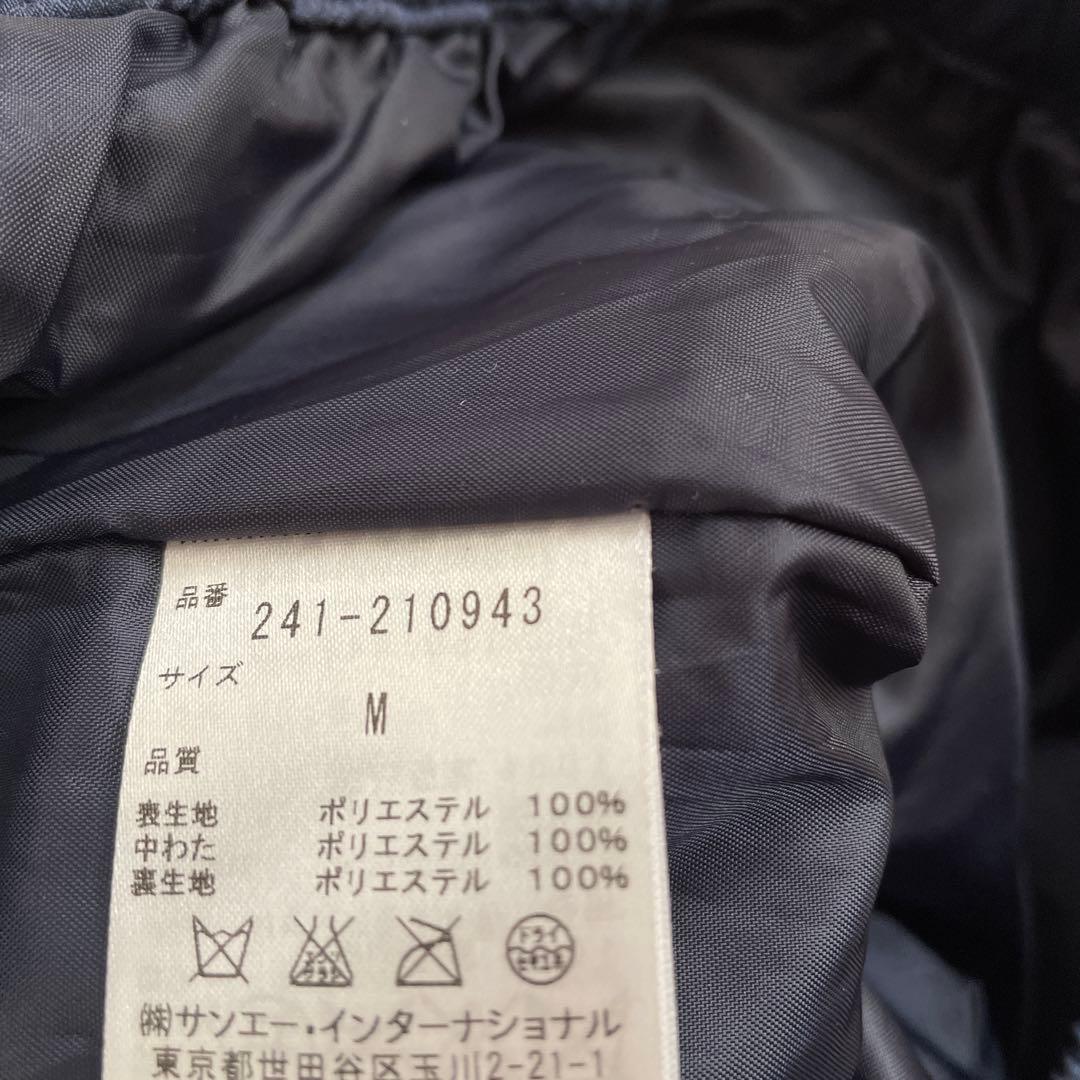 品番 241-210943
サイズ
M
品質
表生地 ポリエステル 100%
中わた ポリエステル 100%
裏生地 ポリエステル 100%
ドライ
㈱サンエー・インターナショナル
東京都世田谷区玉川2-21-1